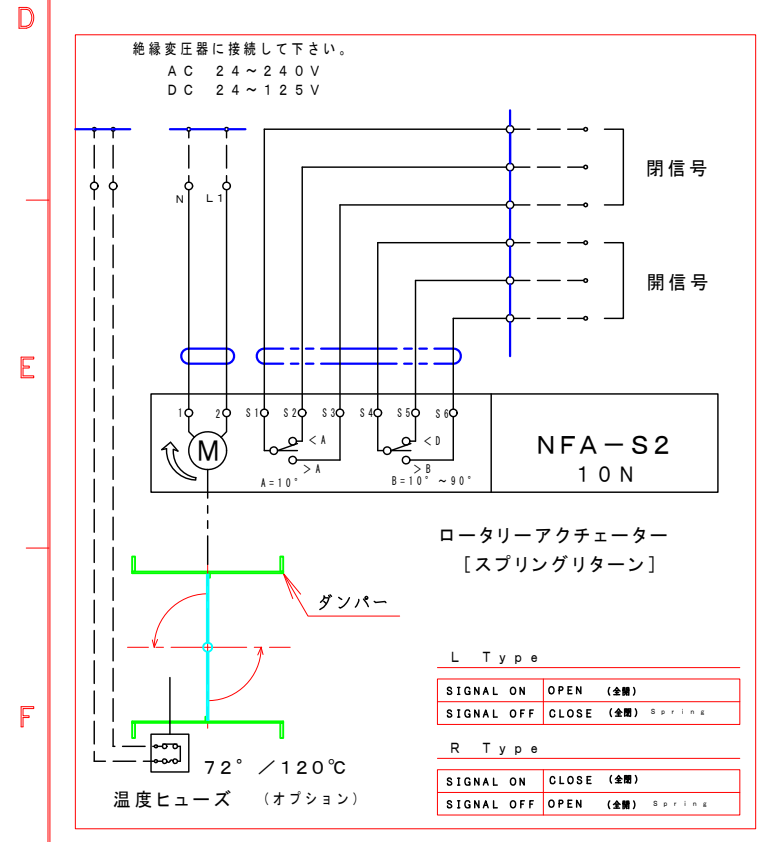 D
絶縁変圧器に接続して下さい。
AC 24~240V
DC 24~125V
N L1
閉信号
開信号
E
1 2 S1 S2 S3 S4 S5 S6
M
<A
>A
A=10°
<D
>B
B=10° ~90°
NFA-S2
10N
ロータリーアクチェーター
[スプリングリターン]
ダンパー
L Type
SIGNAL ON OPEN (全開)
SIGNAL OFF CLOSE (全閉) Spring
R Type
SIGNAL ON CLOSE (全閉)
SIGNAL OFF OPEN (全開) Spring
F
72° /120℃
温度ヒューズ (オプション)